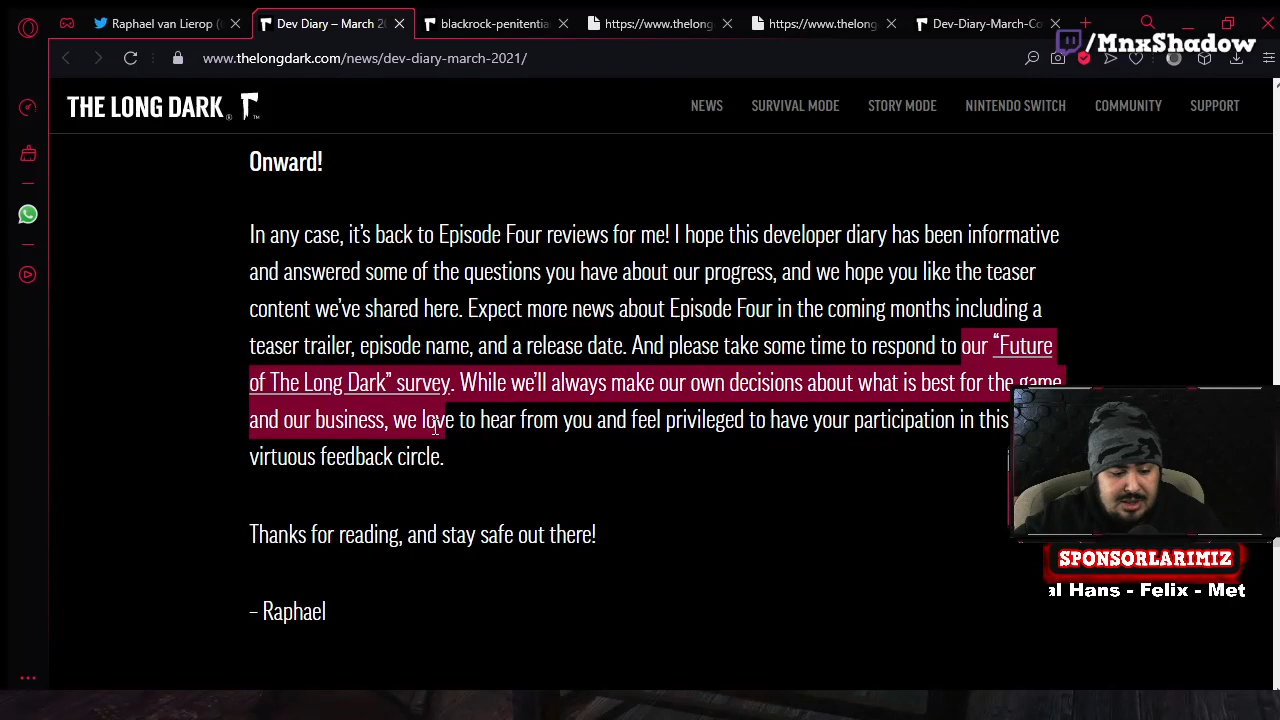 Raphael van Lierop (
Dev Diary – March 20
blackrock-penitentia
https://www.thelong
https://www.thelong
Dev-Diary-March-Co
/MnxShadow
www.thelongdark.com/news/dev-diary-march-2021/
THE LONG DARK
NEWS
SURVIVAL MODE
STORY MODE
NINTENDO SWITCH
COMMUNITY
SUPPORT
Onward!
In any case, it's back to Episode Four reviews for me! I hope this developer diary has been informative
and answered some of the questions you have about our progress, and we hope you like the teaser
content we've shared here. Expect more news about Episode Four in the coming months including a
teaser trailer, episode name, and a release date. And please take some time to respond to our "Future
of The Long Dark" survey. While we'll always make our own decisions about what is best for the game
and our business, we love to hear from you and feel privileged to have your participation in this
virtuous feedback circle.
Thanks for reading, and stay safe out there!
– Raphael
SPONSORLARIMIZ
al Hans - Felix - Met